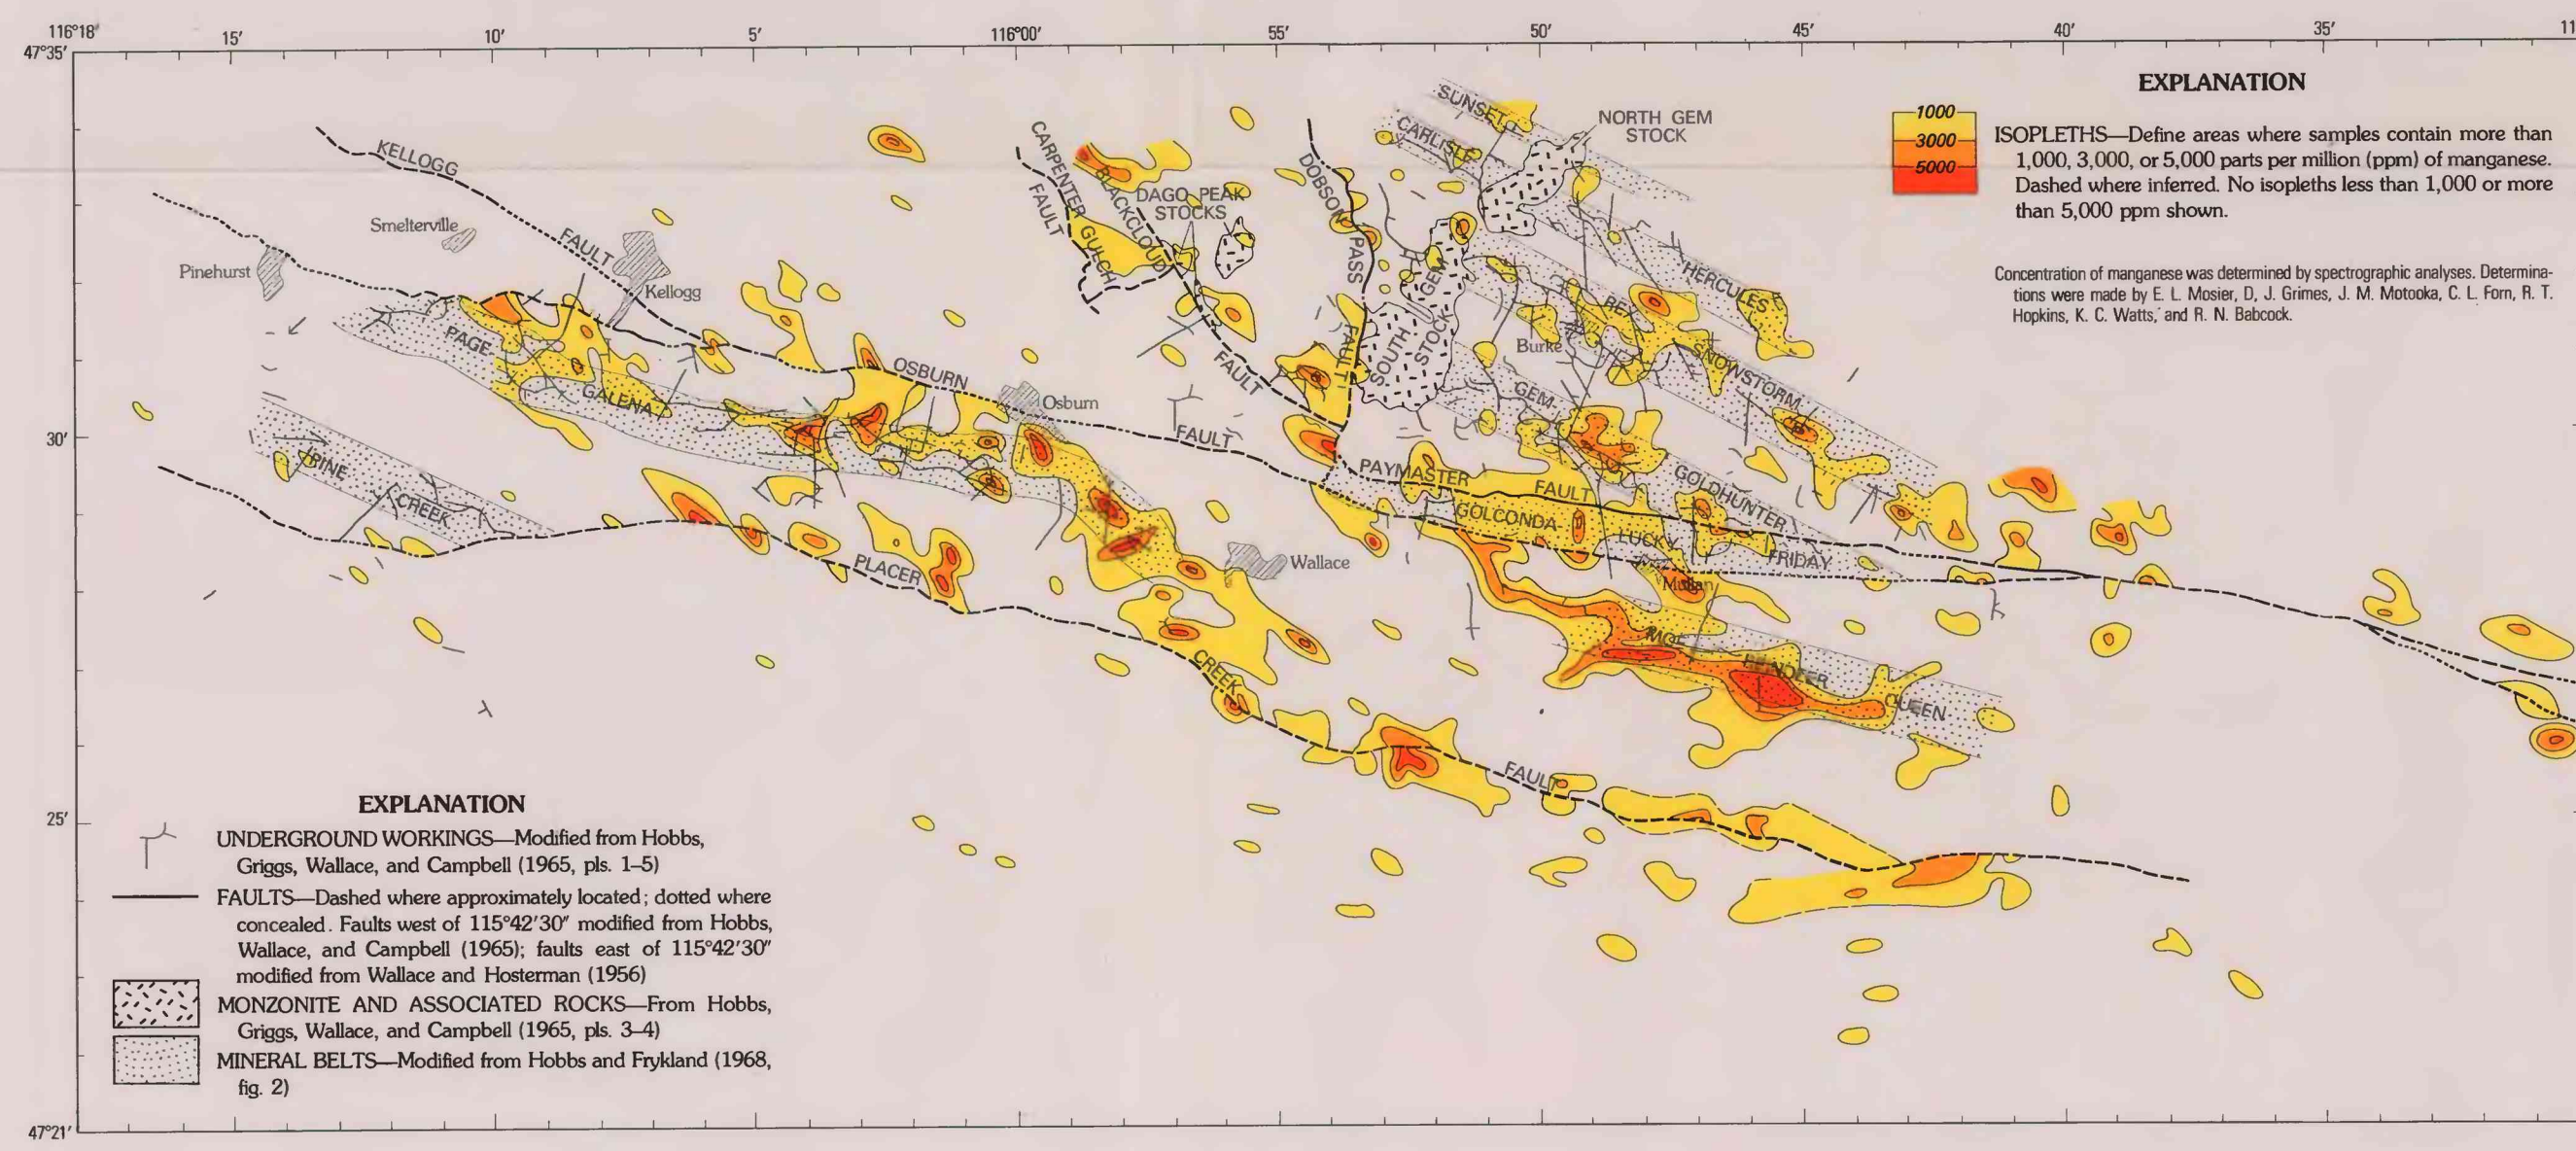 116°18′
15′
10′
5′
116°00′
55′
50′
45′
40′
35′
11
47°35′
30′
25′
47°21′
KELLOGG
FAULT
Smelterville
Pinehurst
Kellogg
CARPENTER
GULCH
FAULT
BLACKCLOUD
FAULT
DAGO PEAK
STOCKS
DOBSON
PASS
FAULT
SUNSET
CARLISLE
NORTH GEM
STOCK
GEM
SOUTH
STOCK
HERCULES
REX
Burke
SNOWSTORM
GEM
GOLDHUNTER
PAGE
GALENA
OSBURN
FAULT
Osburn
PINE
CREEK
PAYMASTER
FAULT
GOLCONDA
LUCKY
FRIDAY
Mullan
Wallace
PLACER
CREEK
FAULT
MOE
REINDEER
QUEEN
EXPLANATION
1000
3000
5000
ISOPLETHS—Define areas where samples contain more than
1,000, 3,000, or 5,000 parts per million (ppm) of manganese.
Dashed where inferred. No isopleths less than 1,000 or more
than 5,000 ppm shown.
Concentration of manganese was determined by spectrographic analyses. Determina-
tions were made by E. L. Mosier, D, J. Grimes, J. M. Motooka, C. L. Forn, R. T.
Hopkins, K. C. Watts, and R. N. Babcock.
EXPLANATION
UNDERGROUND WORKINGS—Modified from Hobbs,
Griggs, Wallace, and Campbell (1965, pls. 1–5)
FAULTS—Dashed where approximately located; dotted where
concealed. Faults west of 115°42′30″ modified from Hobbs,
Wallace, and Campbell (1965); faults east of 115°42′30″
modified from Wallace and Hosterman (1956)
MONZONITE AND ASSOCIATED ROCKS—From Hobbs,
Griggs, Wallace, and Campbell (1965, pls. 3–4)
MINERAL BELTS—Modified from Hobbs and Frykland (1968,
fig. 2)